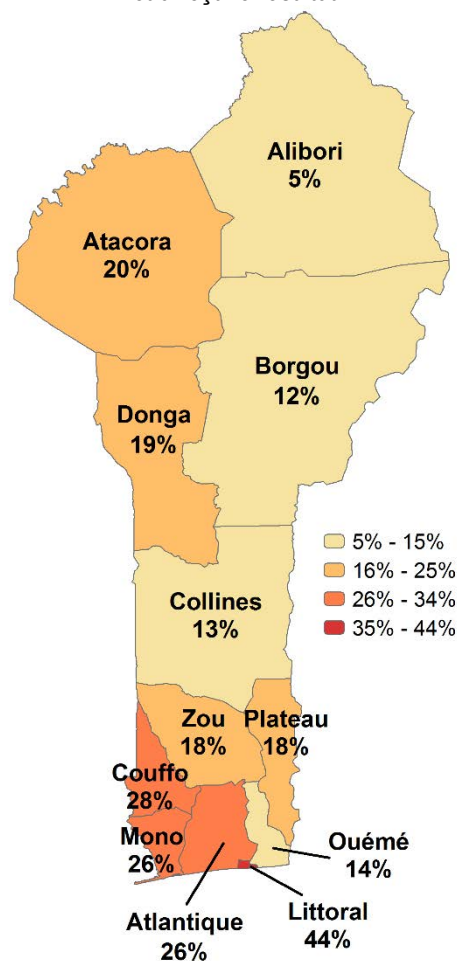 Alibori
5%
Atacora
20%
Borgou
12%
Donga
19%
5% - 15%
16% - 25%
26% - 34%
35% - 44%
Collines
13%
Zou
18%
Plateau
18%
Couffo
28%
Mono
26%
Ouémé
14%
Atlantique
26%
Littoral
44%